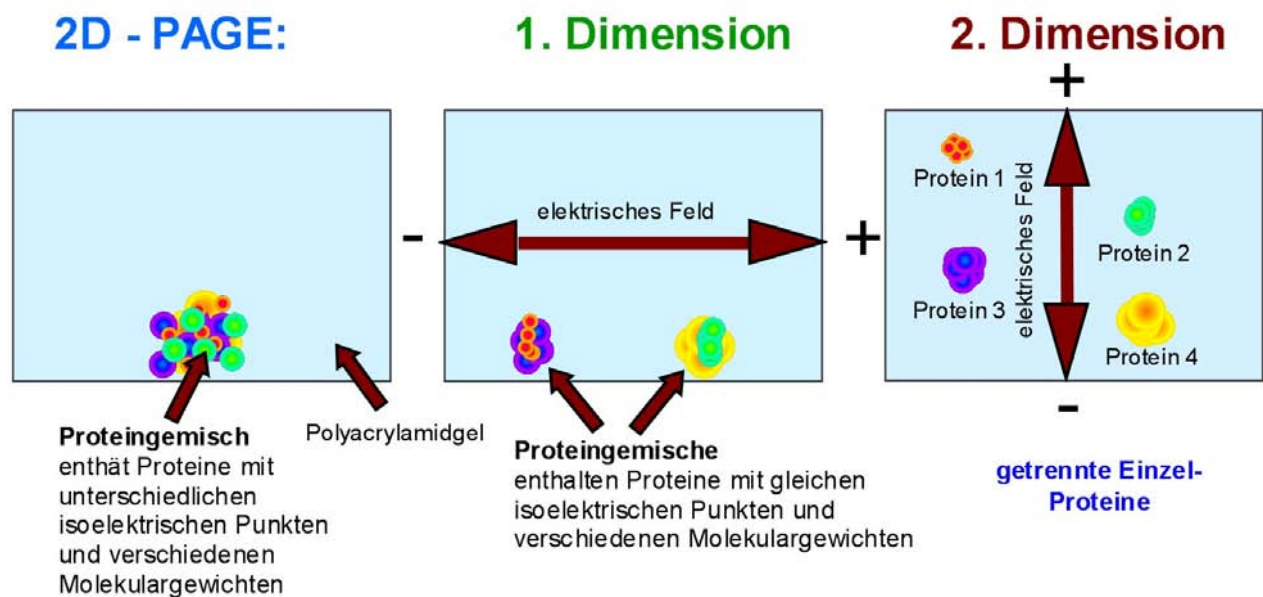 2D - PAGE:
1. Dimension
2. Dimension
+
-
elektrisches Feld
+
Protein 1
Protein 2
Protein 3
Protein 4
elektrisches Feld
-
Proteingemisch
enthät Proteine mit
unterschiedlichen
isoelektrischen Punkten
und verschiedenen
Molekulargewichten
Polyacrylamidgel
Proteingemische
enthalten Proteine mit gleichen
isoelektrischen Punkten und
verschiedenen Molekulargewichten
getrennte Einzel-
Proteine